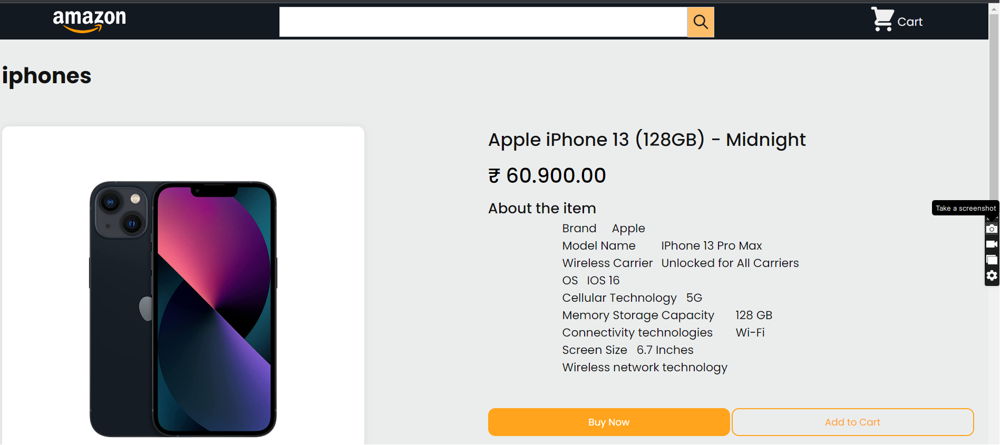 amazon
Cart
iphones
Apple iPhone 13 (128GB) - Midnight
₹ 60.900.00
About the item
Take a screenshot
Brand Apple
Model Name IPhone 13 Pro Max
Wireless Carrier Unlocked for All Carriers
OS IOS 16
Cellular Technology 5G
Memory Storage Capacity 128 GB
Connectivity technologies Wi-Fi
Screen Size 6.7 Inches
Wireless network technology
Buy Now Add to Cart